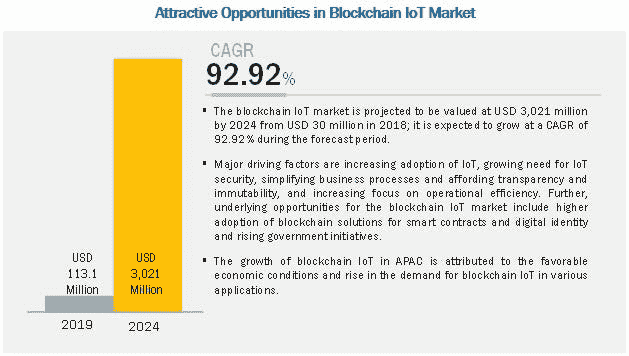 Attractive Opportunities in Blockchain IoT Market
CAGR
92.92%
▪ The blockchain IoT market is projected to be valued at USD 3,021 million
by 2024 from USD 30 million in 2018; it is expected to grow at a CAGR of
92.92% during the forecast period.
▪ Major driving factors are increasing adoption of IoT, growing need for IoT
security, simplifying business processes and affording transparency and
immutability, and increasing focus on operational efficiency. Further,
underlying opportunities for the blockchain IoT market include higher
adoption of blockchain solutions for smart contracts and digital identity
and rising government initiatives.
▪ The growth of blockchain IoT in APAC is attributed to the favorable
economic conditions and rise in the demand for blockchain IoT in various
applications.
USD
113.1
Million
USD
3,021
Million
2019
2024